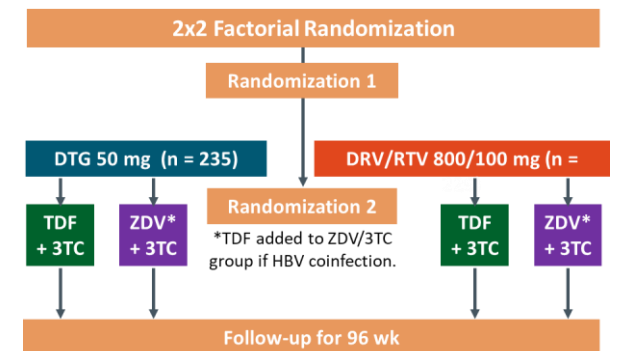 2x2 Factorial Randomization
Randomization 1
DTG 50 mg (n = 235)
DRV/RTV 800/100 mg (n =
Randomization 2
*TDF added to ZDV/3TC
group if HBV coinfection.
TDF
+ 3TC
ZDV*
+ 3TC
TDF
+ 3TC
ZDV*
+ 3TC
Follow-up for 96 wk